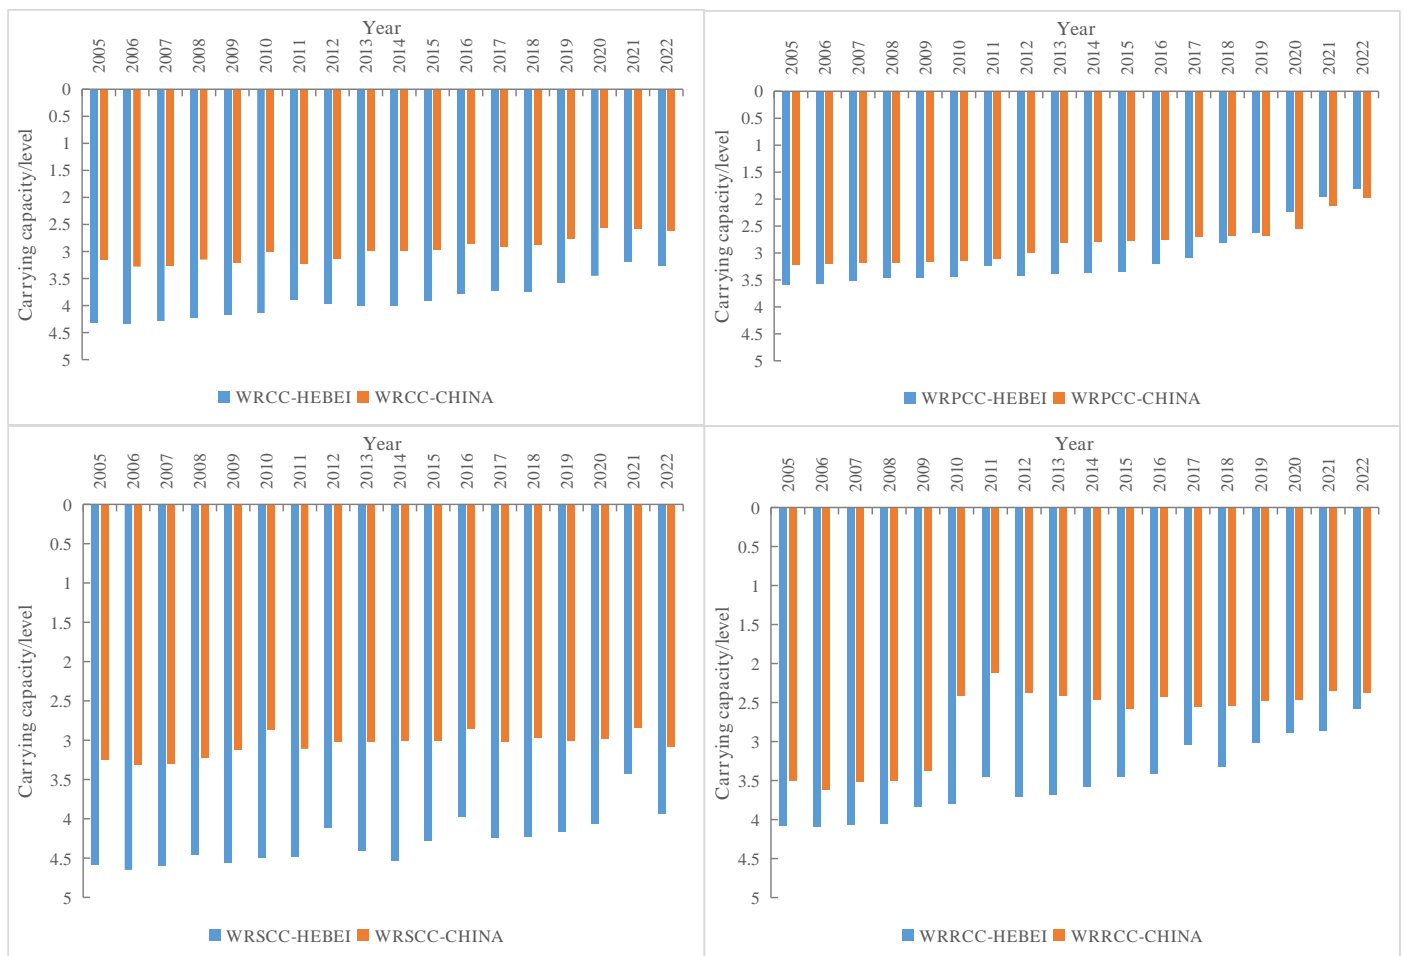 Year
2005 2006 2007 2008 2009 2010 2011 2012 2013 2014 2015 2016 2017 2018 2019 2020 2021 2022
Carrying capacity/level
0
0.5
1
1.5
2
2.5
3
3.5
4
4.5
5
WRCC-HEBEI WRCC-CHINA
Year
2005 2006 2007 2008 2009 2010 2011 2012 2013 2014 2015 2016 2017 2018 2019 2020 2021 2022
Carrying capacity/level
0
0.5
1
1.5
2
2.5
3
3.5
4
4.5
5
WRPCC-HEBEI WRPCC-CHINA
Year
2005 2006 2007 2008 2009 2010 2011 2012 2013 2014 2015 2016 2017 2018 2019 2020 2021 2022
Carrying capacity/level
0
0.5
1
1.5
2
2.5
3
3.5
4
4.5
5
WRSCC-HEBEI WRSCC-CHINA
Year
2005 2006 2007 2008 2009 2010 2011 2012 2013 2014 2015 2016 2017 2018 2019 2020 2021 2022
Carrying capacity/level
0
0.5
1
1.5
2
2.5
3
3.5
4
4.5
5
WRRCC-HEBEI WRRCC-CHINA